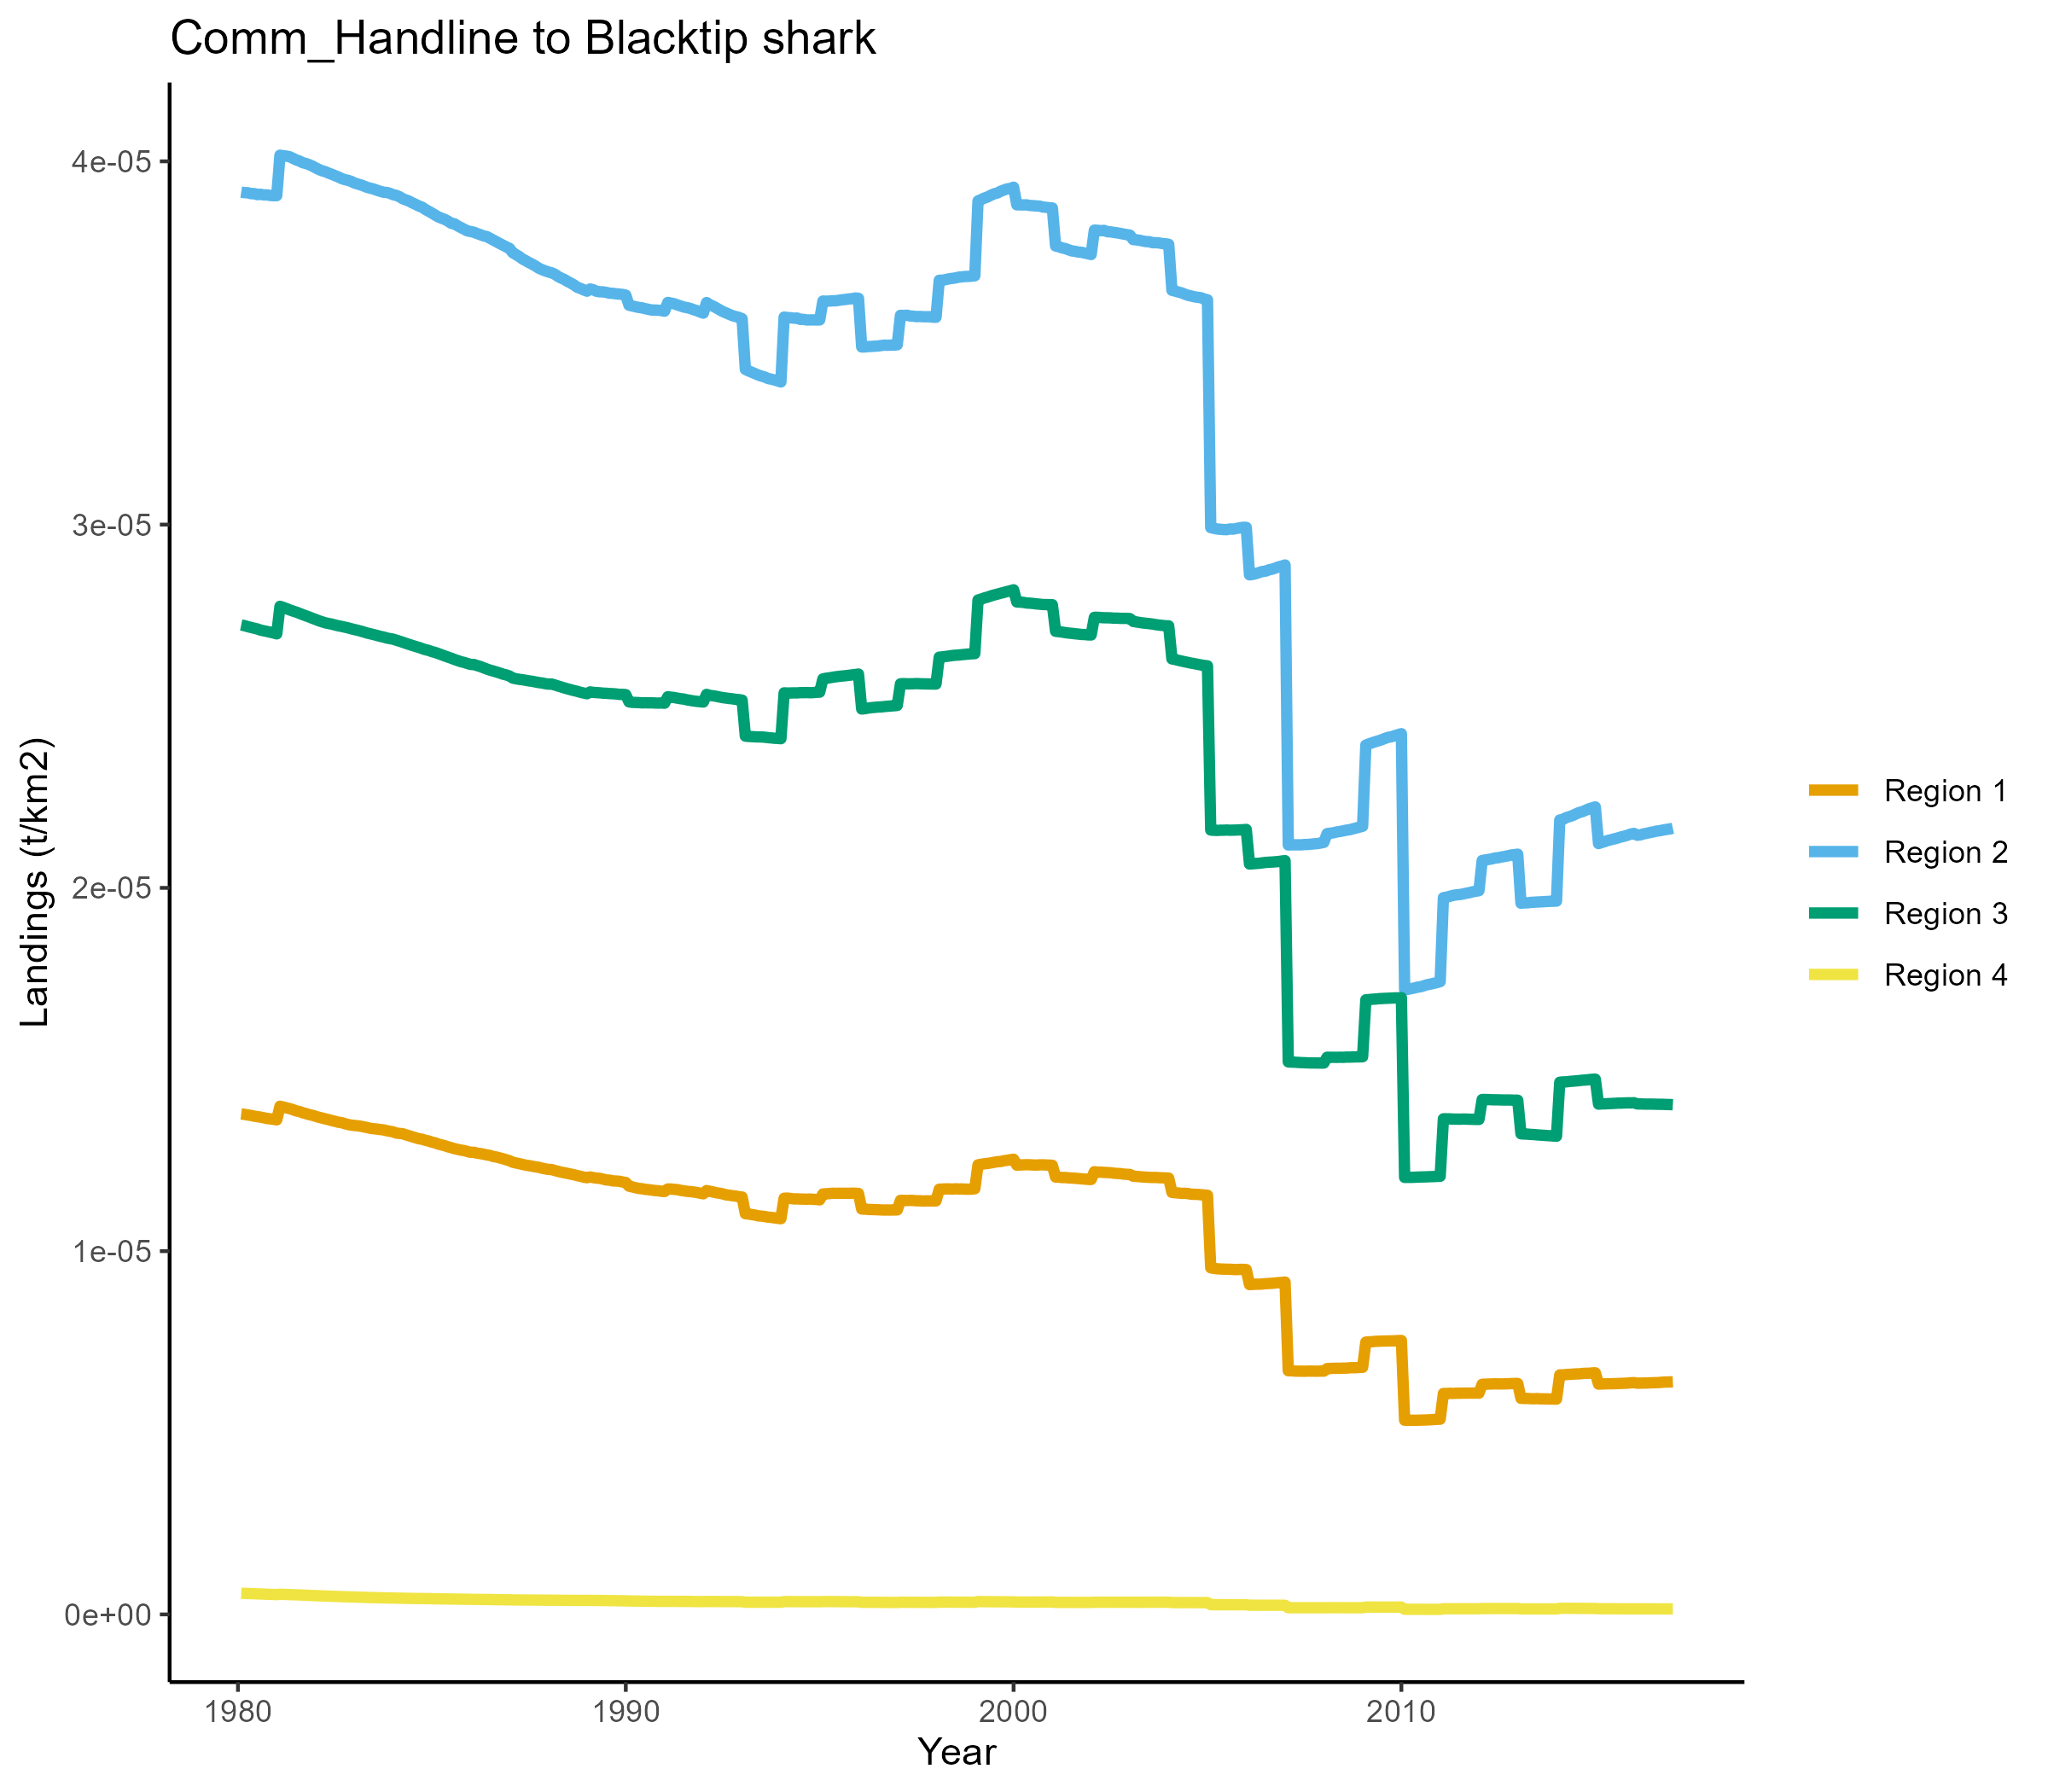 Comm_Handline to Blacktip shark
Landings (t/km2)
4e-05
3e-05
2e-05
1e-05
0e+00
1980
1990
2000
2010
Year
Region 1
Region 2
Region 3
Region 4